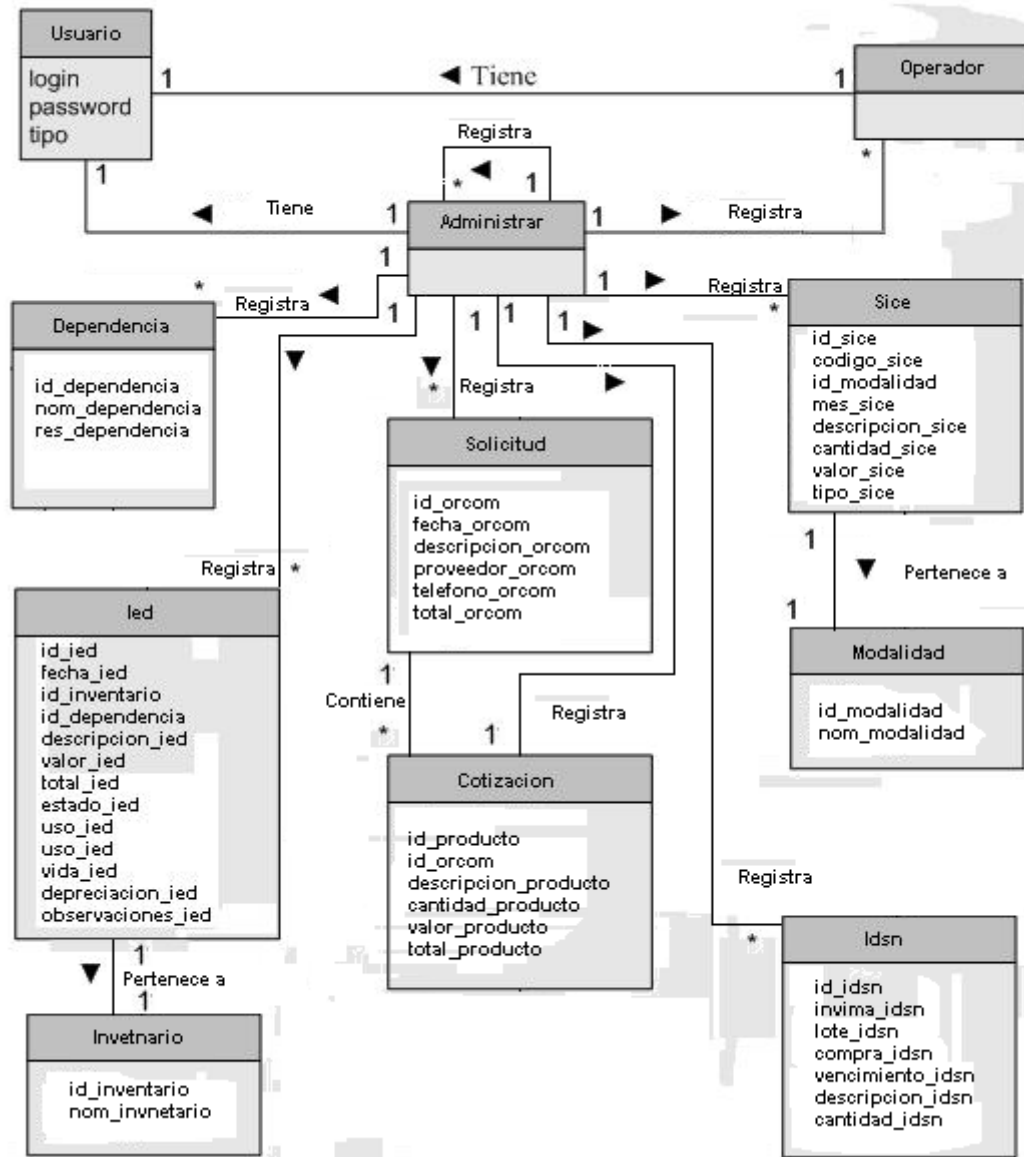 Usuario
login
password
tipo
1
◄ Tiene
1
Operador
1
*
Registra
◄
*
1
◄
Tiene
1
Administrar
1
►
Registra
1
*
Registra
◄
1
1
1
1
1
►
Registra
*
Dependencia
id_dependencia
nom_dependencia
res_dependencia
▼
▼
*
Registra
►
►
Sice
id_sice
codigo_sice
id_modalidad
mes_sice
descripcion_sice
cantidad_sice
valor_sice
tipo_sice
Solicitud
id_orcom
fecha_orcom
descripcion_orcom
proveedor_orcom
telefono_orcom
total_orcom
1
▼
Pertenece a
1
Registra
*
Ied
id_ied
fecha_ied
id_inventario
id_dependencia
descripcion_ied
valor_ied
total_ied
estado_ied
uso_ied
uso_ied
vida_ied
depreciacion_ied
observaciones_ied
Modalidad
id_modalidad
nom_modalidad
1
Contiene
*
Registra
1
Cotizacion
id_producto
id_orcom
descripcion_producto
cantidad_producto
valor_producto
total_producto
Registra
*
1
▼
Pertenece a
1
Invetnario
id_inventario
nom_invnetario
Idsn
id_idsn
invima_idsn
lote_idsn
compra_idsn
vencimiento_idsn
descripcion_idsn
cantidad_idsn